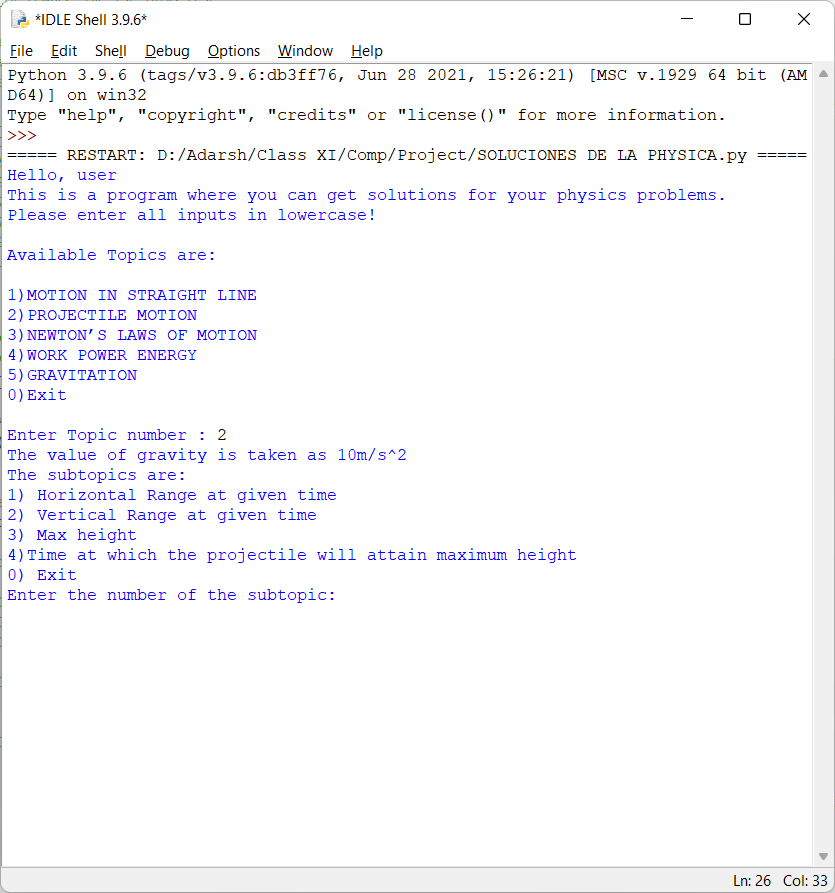 *IDLE Shell 3.9.6*
File Edit Shell Debug Options Window Help
Python 3.9.6 (tags/v3.9.6:db3ff76, Jun 28 2021, 15:26:21) [MSC v.1929 64 bit (AM
D64)] on win32
Type "help", "copyright", "credits" or "license()" for more information.
>>>
===== RESTART: D:/Adarsh/Class XI/Comp/Project/SOLUCIONES DE LA PHYSICA.py =====
Hello, user
This is a program where you can get solutions for your physics problems.
Please enter all inputs in lowercase!
Available Topics are:
1)MOTION IN STRAIGHT LINE
2)PROJECTILE MOTION
3)NEWTON’S LAWS OF MOTION
4)WORK POWER ENERGY
5)GRAVITATION
0)Exit
Enter Topic number : 2
The value of gravity is taken as 10m/s^2
The subtopics are:
1) Horizontal Range at given time
2) Vertical Range at given time
3) Max height
4)Time at which the projectile will attain maximum height
0) Exit
Enter the number of the subtopic:
Ln: 26 Col: 33